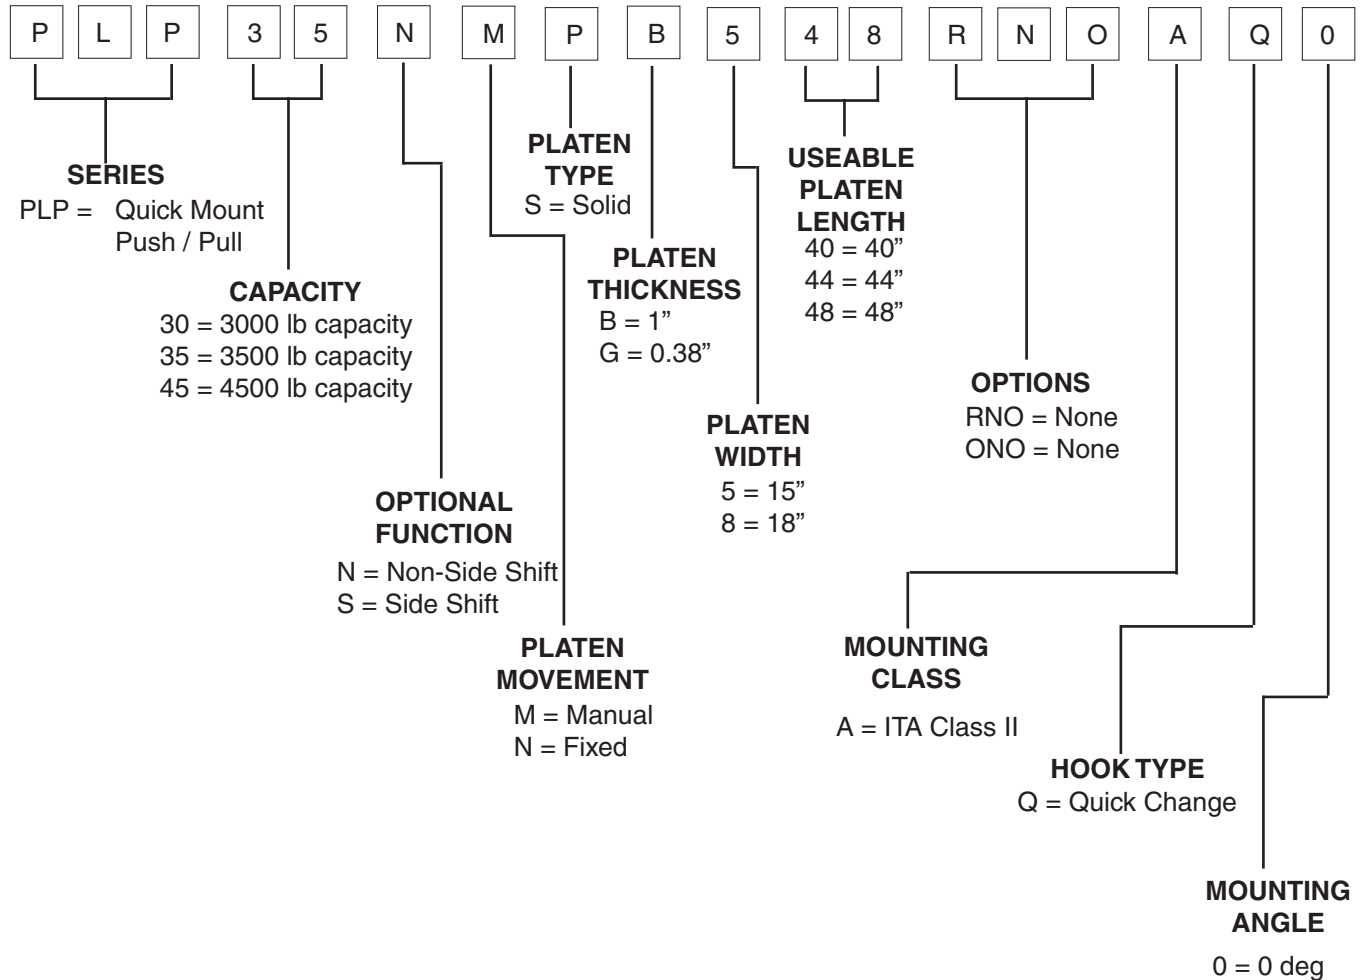 P L P 3 5 N M P B 5 4 8 R N O A Q 0
SERIES
PLP = Quick Mount
Push / Pull
CAPACITY
30 = 3000 lb capacity
35 = 3500 lb capacity
45 = 4500 lb capacity
OPTIONAL
FUNCTION
N = Non-Side Shift
S = Side Shift
PLATEN
MOVEMENT
M = Manual
N = Fixed
PLATEN
TYPE
S = Solid
PLATEN
THICKNESS
B = 1”
G = 0.38”
PLATEN
WIDTH
5 = 15”
8 = 18”
USEABLE
PLATEN
LENGTH
40 = 40”
44 = 44”
48 = 48”
OPTIONS
RNO = None
ONO = None
MOUNTING
CLASS
A = ITA Class II
HOOK TYPE
Q = Quick Change
MOUNTING
ANGLE
0 = 0 deg